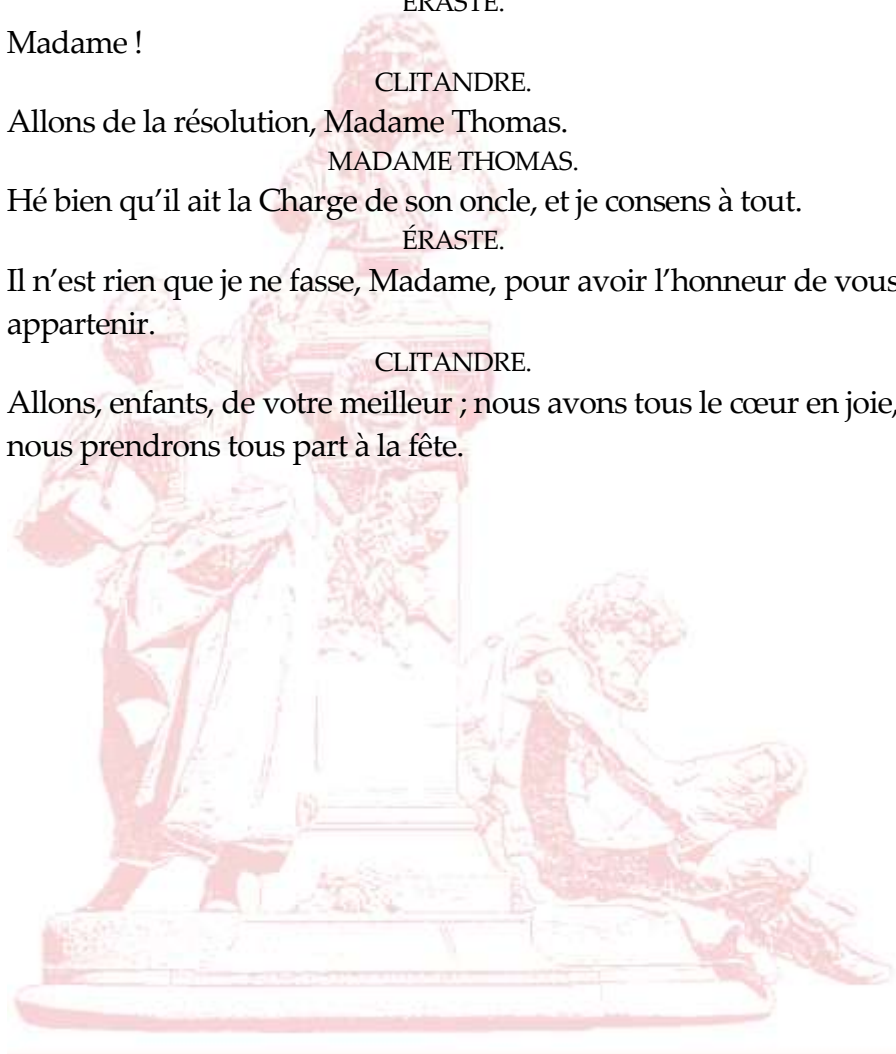 ÉRASTE.
Madame !
CLITANDRE.
Allons de la résolution, Madame Thomas.
MADAME THOMAS.
Hé bien qu’il ait la Charge de son oncle, et je consens à tout.
ÉRASTE.
Il n’est rien que je ne fasse, Madame, pour avoir l’honneur de vous
appartenir.
CLITANDRE.
Allons, enfants, de votre meilleur ; nous avons tous le cœur en joie,
nous prendrons tous part à la fête.